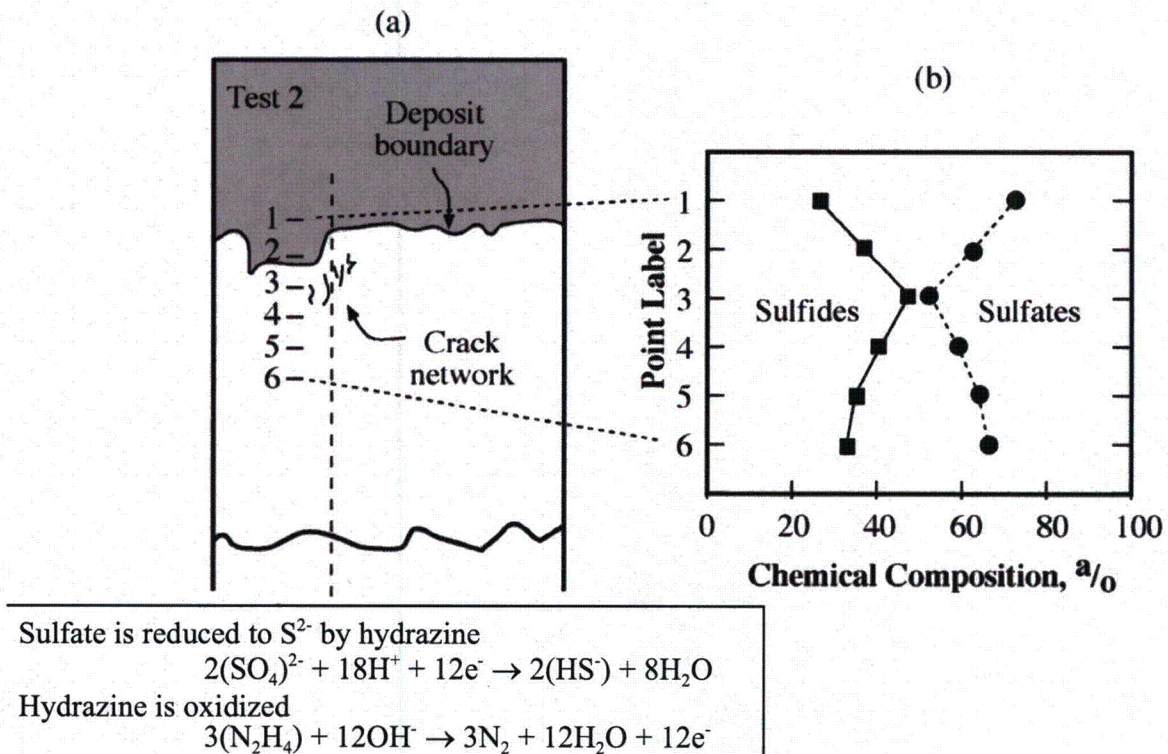 (a)
Test 2
Deposit
boundary
1
2
3
4
5
6
Crack
network
(b)
Point Label
1
2
3
4
5
6
Sulfides
Sulfates
0 20 40 60 80 100
Chemical Composition, a/o
Sulfate is reduced to S²⁻ by hydrazine
2(SO₄)²⁻ + 18H⁺ + 12e⁻ → 2(HS⁻) + 8H₂O
Hydrazine is oxidized
3(N₂H₄) + 12OH⁻ → 3N₂ + 12H₂O + 12e⁻